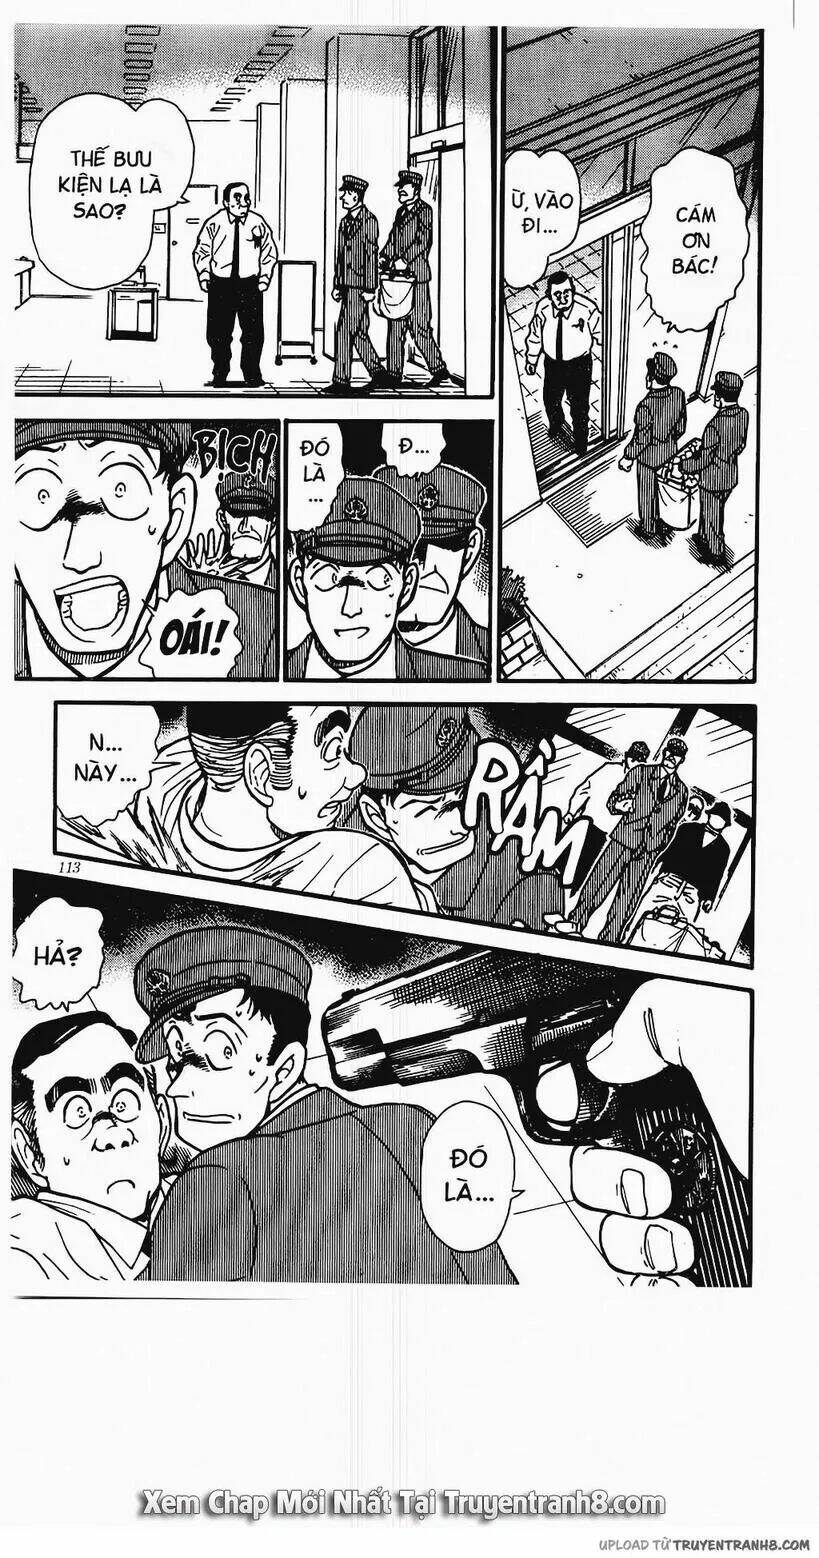 CÁM
ƠN
BÁC!
Ừ, VÀO
ĐI...
THẾ BƯU
KIỆN LẠ LÀ
SAO?
Đ...
ĐÓ
LÀ
...
BỊCH
OÁI!
RẦM
N...
NÀY...
113
HẢ?
ĐÓ
LÀ...
Xem Chap Mới Nhất Tại Truyentranh8.com
UPLOAD TỪ TRUYENTRANH8.COM